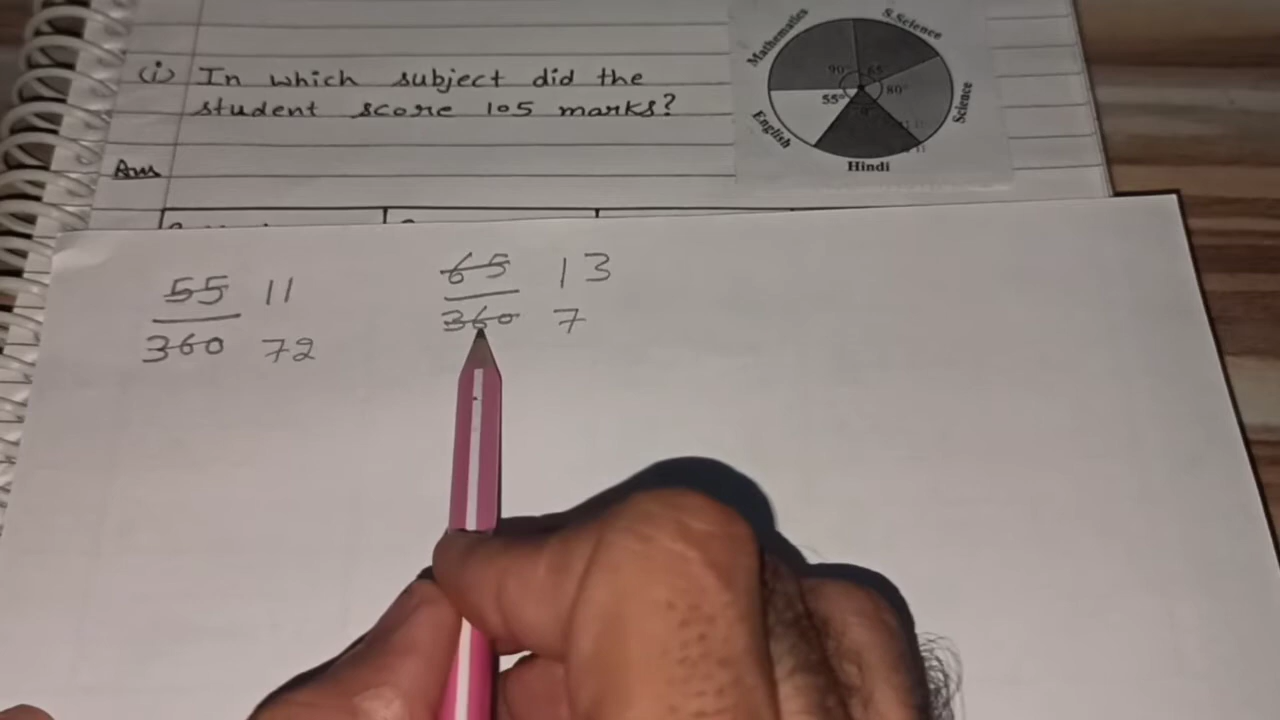 (i) In which subject did the
student score 105 marks?
Ans
Mathematics
S.Science
90°
65°
80°
55°
Science
English
Hindi
55 11
360 72
65 13
360 7